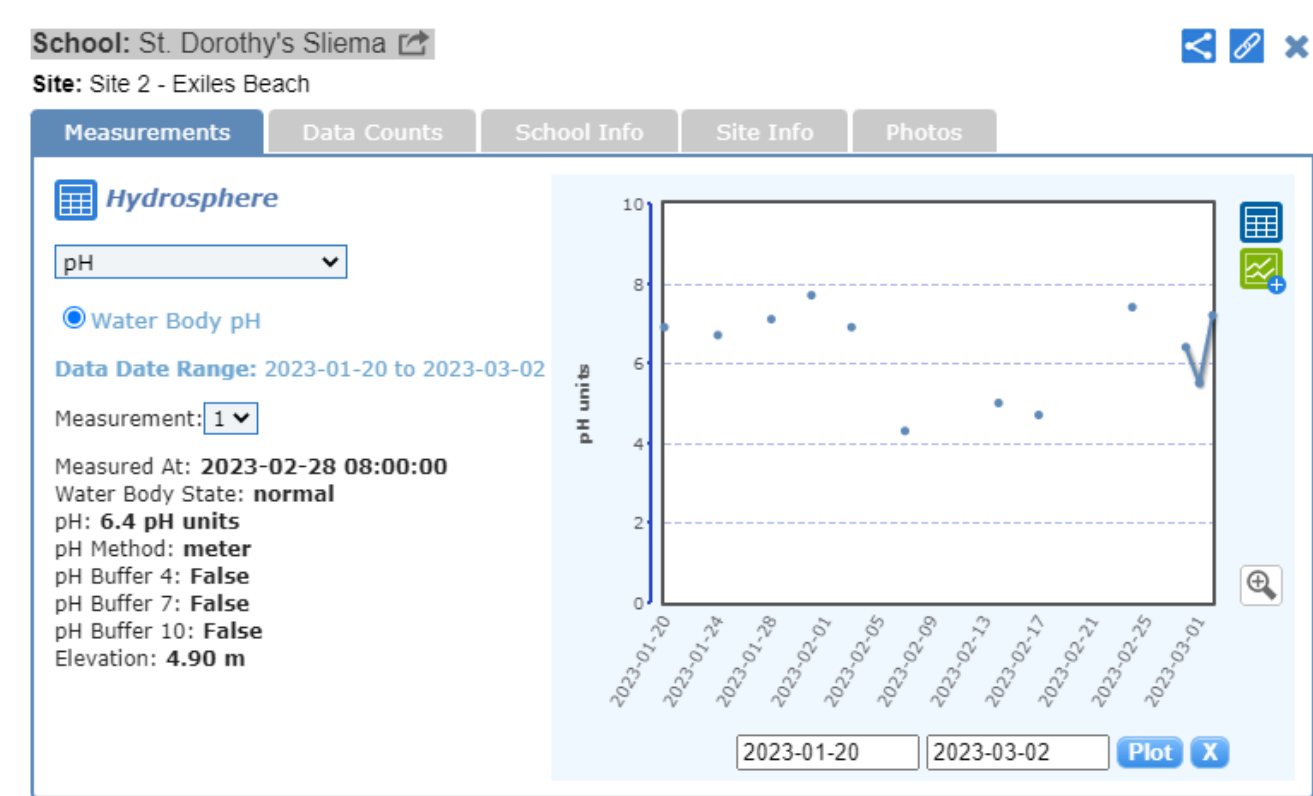 School: St. Dorothy's Sliema
Site: Site 2 - Exiles Beach
Measurements
Data Counts
School Info
Site Info
Photos
Hydrosphere
pH
Water Body pH
Data Date Range: 2023-01-20 to 2023-03-02
Measurement: 1
Measured At: 2023-02-28 08:00:00
Water Body State: normal
pH: 6.4 pH units
pH Method: meter
pH Buffer 4: False
pH Buffer 7: False
pH Buffer 10: False
Elevation: 4.90 m
pH units
10
8
6
4
2
0
2023-01-20
2023-01-24
2023-01-28
2023-02-01
2023-02-05
2023-02-09
2023-02-13
2023-02-17
2023-02-21
2023-02-25
2023-03-01
2023-01-20
2023-03-02
Plot
X